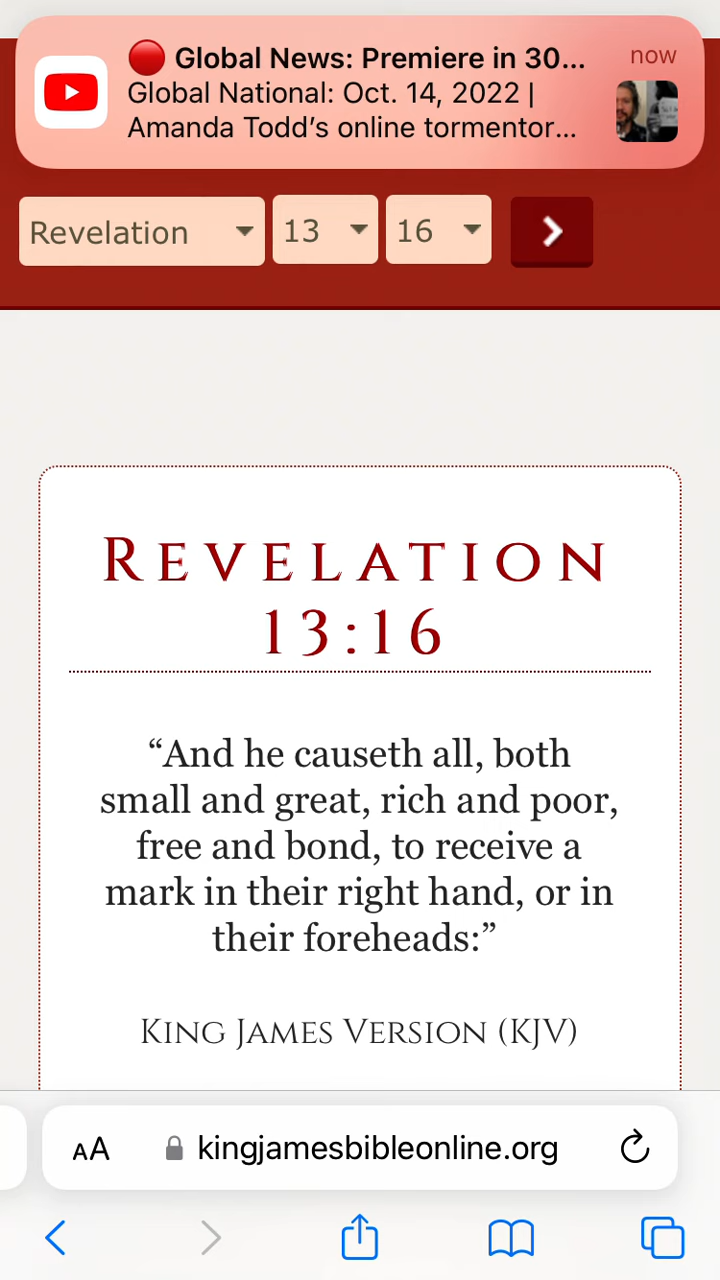 🔴 Global News: Premiere in 30...
now
Global National: Oct. 14, 2022 |
Amanda Todd’s online tormentor...
Revelation
13
16
REVELATION
13:16
“And he causeth all, both
small and great, rich and poor,
free and bond, to receive a
mark in their right hand, or in
their foreheads:”
KING JAMES VERSION (KJV)
AA
kingjamesbibleonline.org